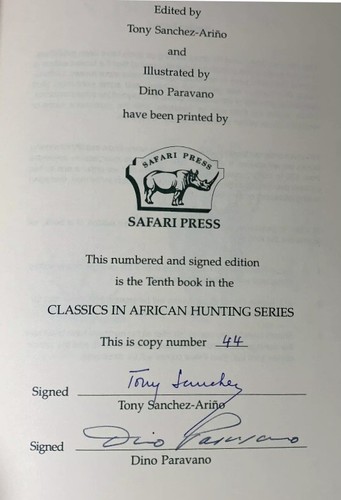 Edited by
Tony Sanchez-Ariño
and
Illustrated by
Dino Paravano
have been printed by
SAFARI PRESS
SAFARI PRESS
This numbered and signed edition
is the Tenth book in the
CLASSICS IN AFRICAN HUNTING SERIES
This is copy number 44
Tony Sanchez
Signed
Tony Sanchez-Ariño
Dino Paravano
Signed
Dino Paravano